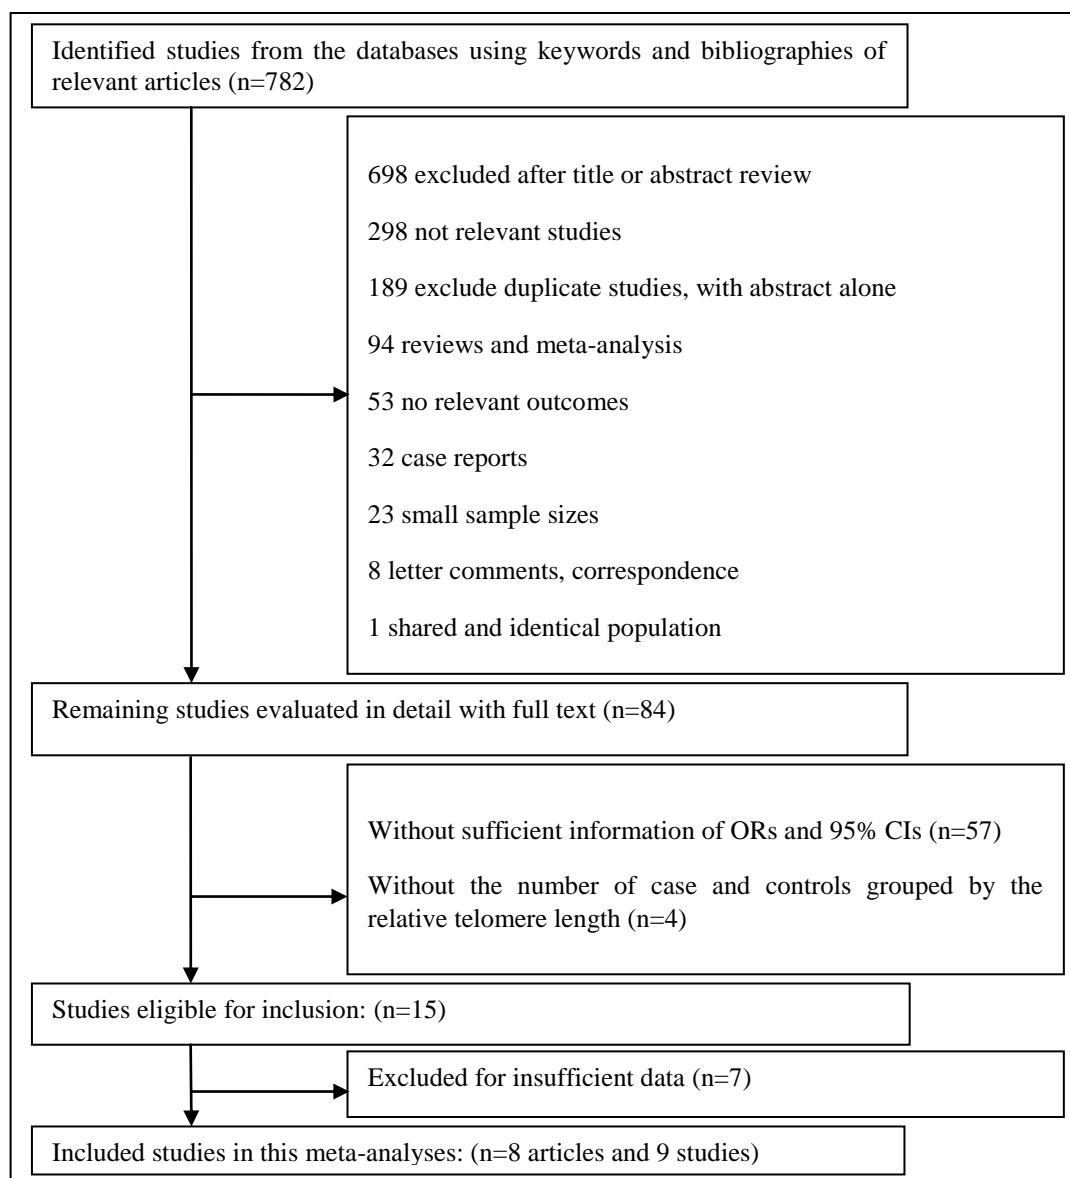 Identified studies from the databases using keywords and bibliographies of
relevant articles (n=782)
698 excluded after title or abstract review
298 not relevant studies
189 exclude duplicate studies, with abstract alone
94 reviews and meta-analysis
53 no relevant outcomes
32 case reports
23 small sample sizes
8 letter comments, correspondence
1 shared and identical population
Remaining studies evaluated in detail with full text (n=84)
Without sufficient information of ORs and 95% CIs (n=57)
Without the number of case and controls grouped by the
relative telomere length (n=4)
Studies eligible for inclusion: (n=15)
Excluded for insufficient data (n=7)
Included studies in this meta-analyses: (n=8 articles and 9 studies)